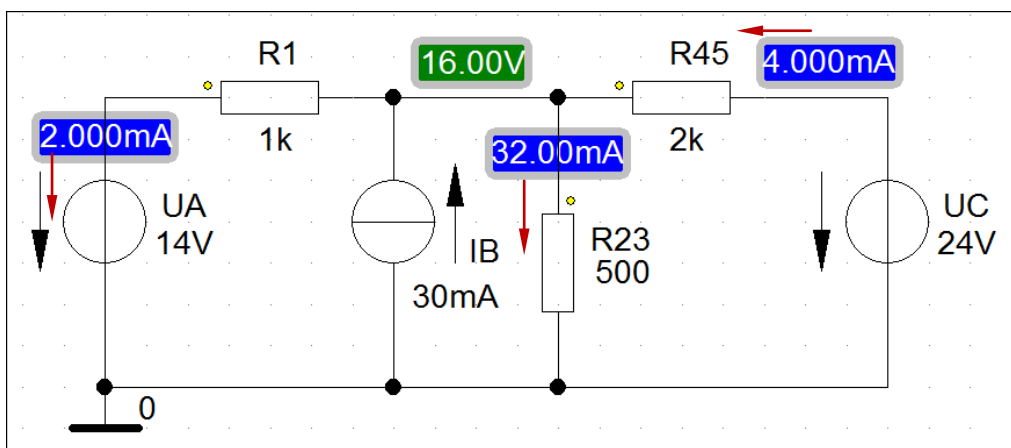 R1
16.00V
R45
4.000mA
1k
2k
2.000mA
32.00mA
UA
14V
IB
30mA
R23
500
UC
24V
0